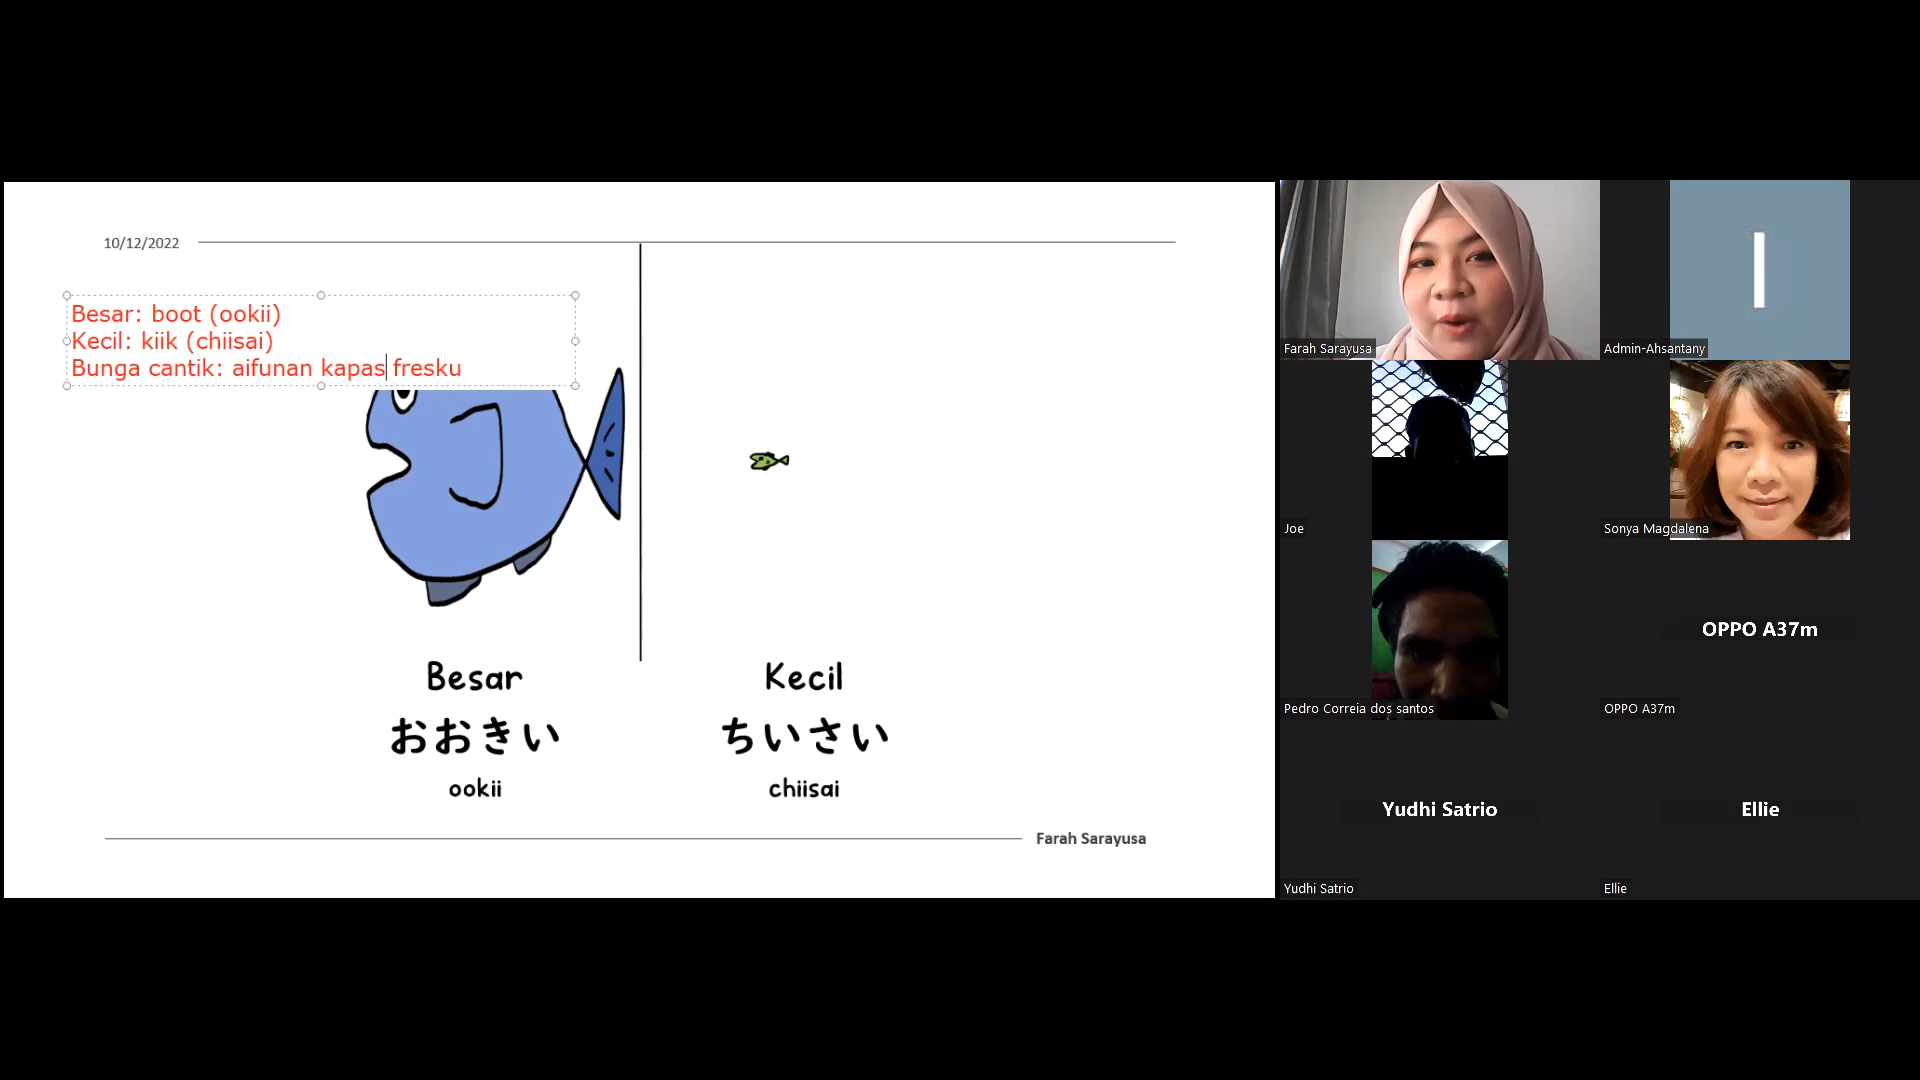 10/12/2022
Besar: boot (ookii)
Kecil: kiik (chiisai)
Bunga cantik: aifunan kapas fresku
Besar
おおきい
ookii
Kecil
ちいさい
chiisai
Farah Sarayusa
Farah Sarayusa
Admin-Ahsantany
I
Joe
Sonya Magdalena
Pedro Correia dos santos
OPPO A37m
OPPO A37m
Yudhi Satrio
Yudhi Satrio
Ellie
Ellie